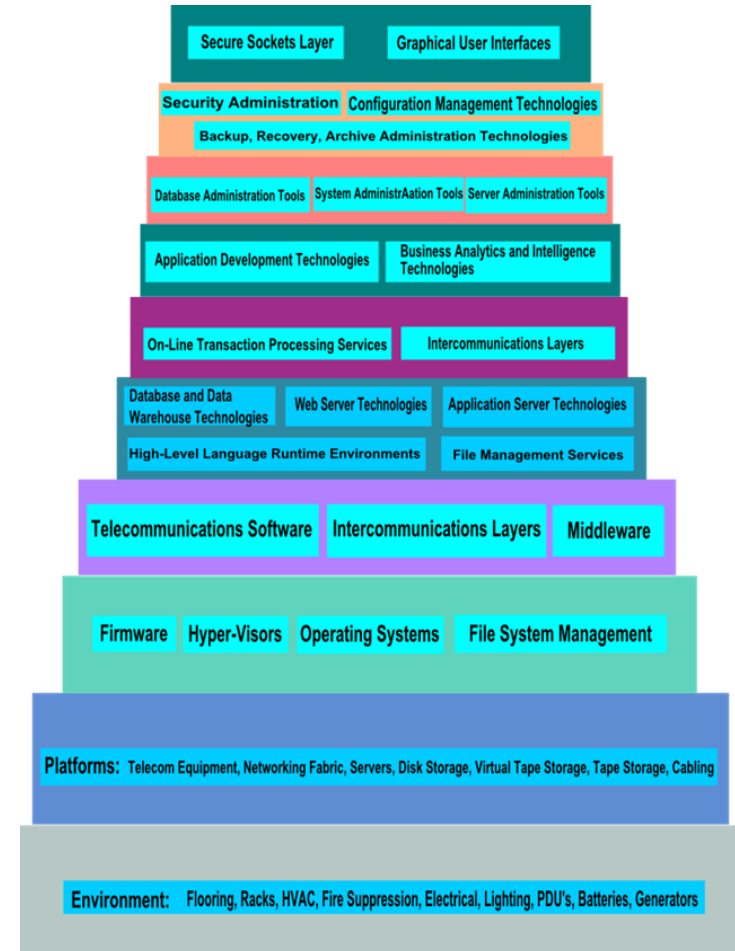 Secure Sockets Layer
Graphical User Interfaces
Security Administration
Configuration Management Technologies
Backup, Recovery, Archive Administration Technologies
Database Administration Tools
System AdministrAation Tools
Server Administration Tools
Application Development Technologies
Business Analytics and Intelligence
Technologies
On-Line Transaction Processing Services
Intercommunications Layers
Database and Data
Warehouse Technologies
Web Server Technologies
Application Server Technologies
High-Level Language Runtime Environments
File Management Services
Telecommunications Software
Intercommunications Layers
Middleware
Firmware
Hyper-Visors
Operating Systems
File System Management
Platforms: Telecom Equipment, Networking Fabric, Servers, Disk Storage, Virtual Tape Storage, Tape Storage, Cabling
Environment: Flooring, Racks, HVAC, Fire Suppression, Electrical, Lighting, PDU's, Batteries, Generators